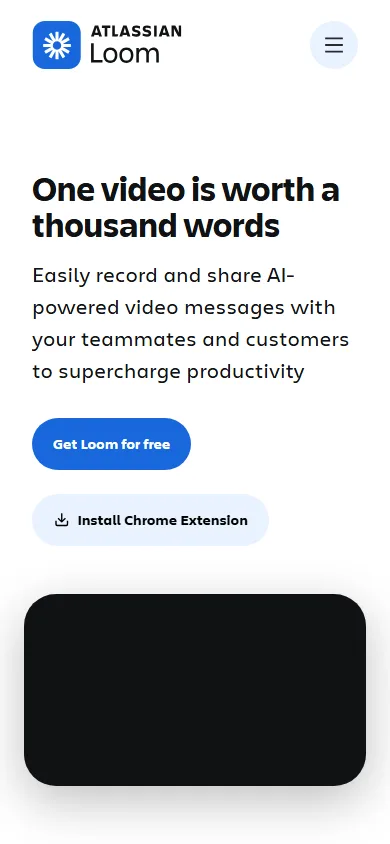 ATLASSIAN
Loom
One video is worth a
thousand words
Easily record and share AI-
powered video messages with
your teammates and customers
to supercharge productivity
Get Loom for free
Install Chrome Extension